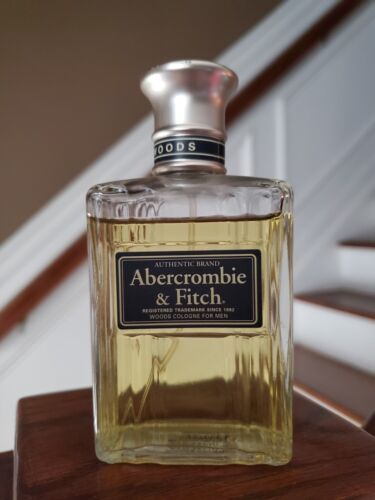 WOODS
AUTHENTIC BRAND
Abercrombie
& Fitch®
REGISTERED TRADEMARK SINCE 1892
WOODS COLOGNE FOR MEN